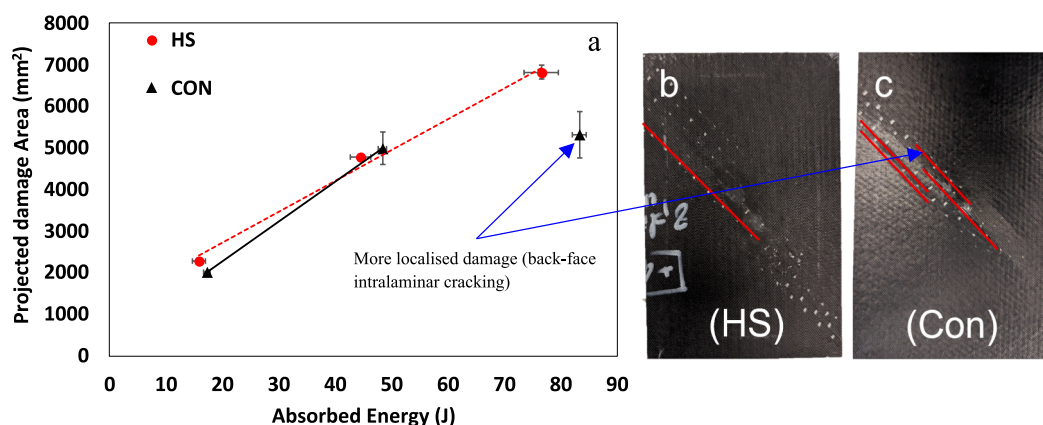 8000
7000
6000
5000
4000
3000
2000
1000
0
Projected damage Area (mm²)
HS
CON
a
More localised damage (back-face
intralaminar cracking)
0 10 20 30 40 50 60 70 80 90
Absorbed Energy (J)
b
(HS)
c
(Con)